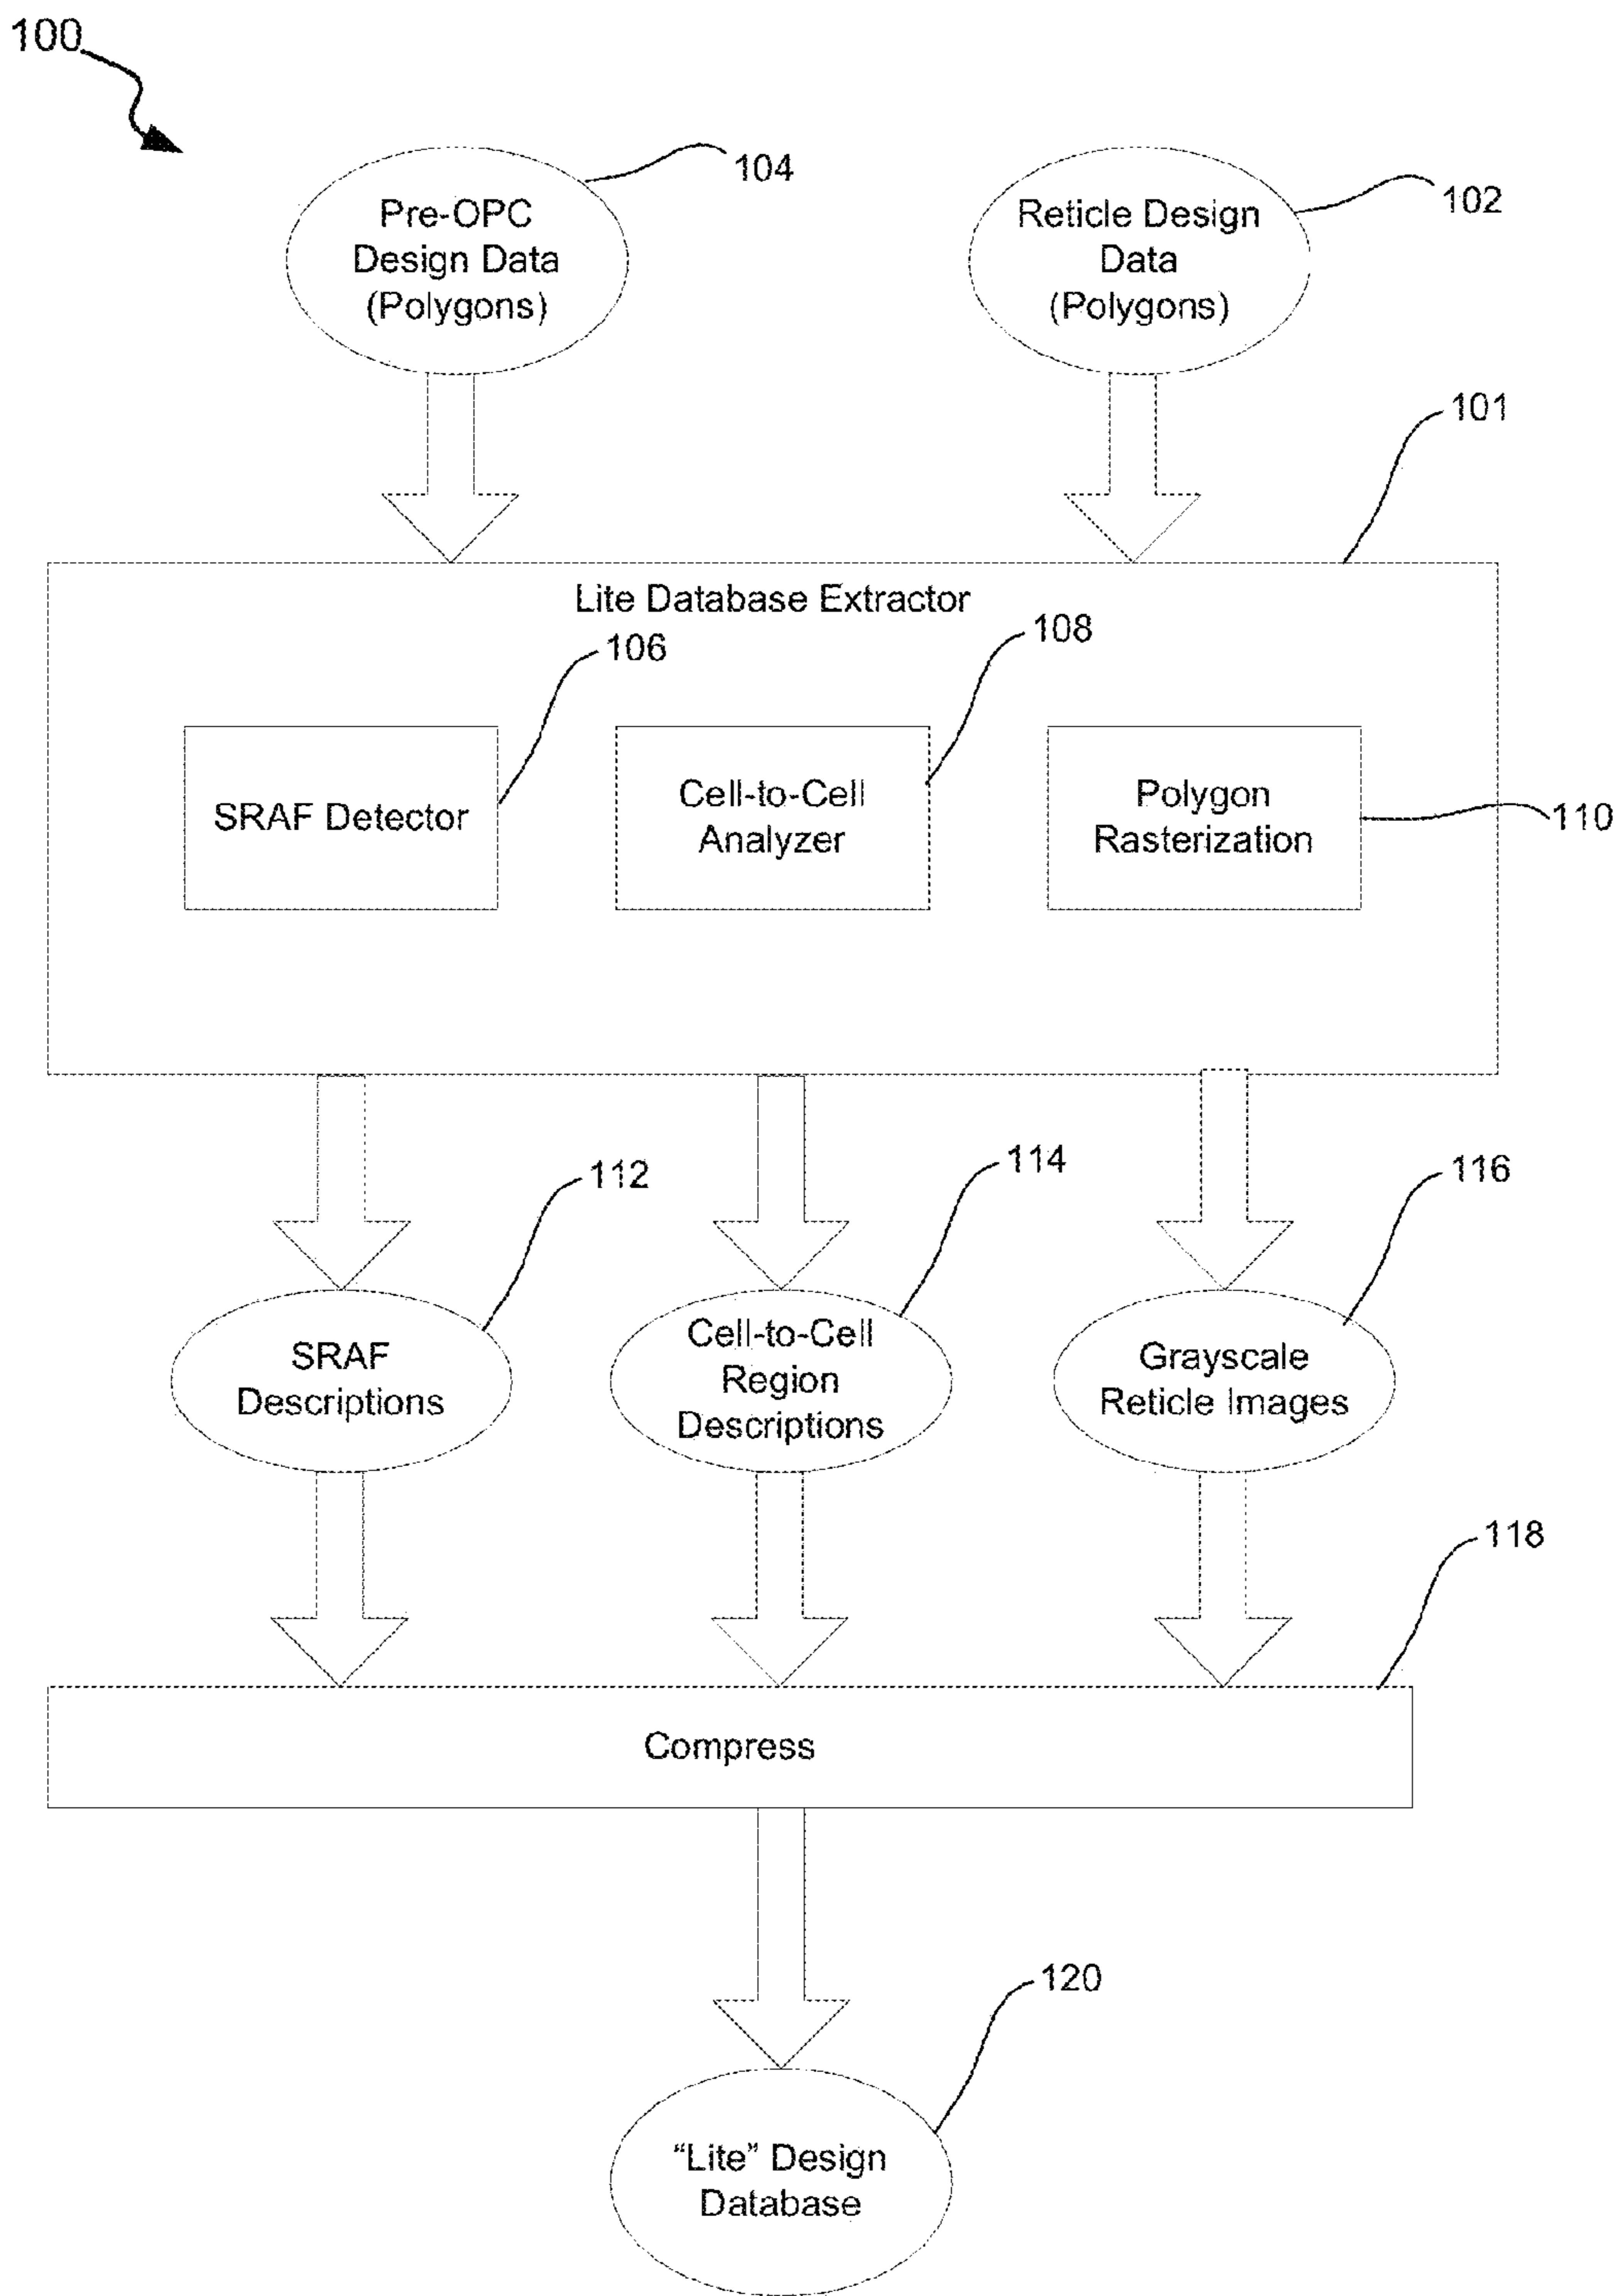 100
104
Pre-OPC
Design Data
(Polygons)
102
Reticle Design
Data
(Polygons)
101
Lite Database Extractor
106
108
SRAF Detector
Cell-to-Cell
Analyzer
Polygon
Rasterization
110
112
114
116
SRAF
Descriptions
Cell-to-Cell
Region
Descriptions
Grayscale
Reticle Images
118
Compress
120
“Lite” Design
Database